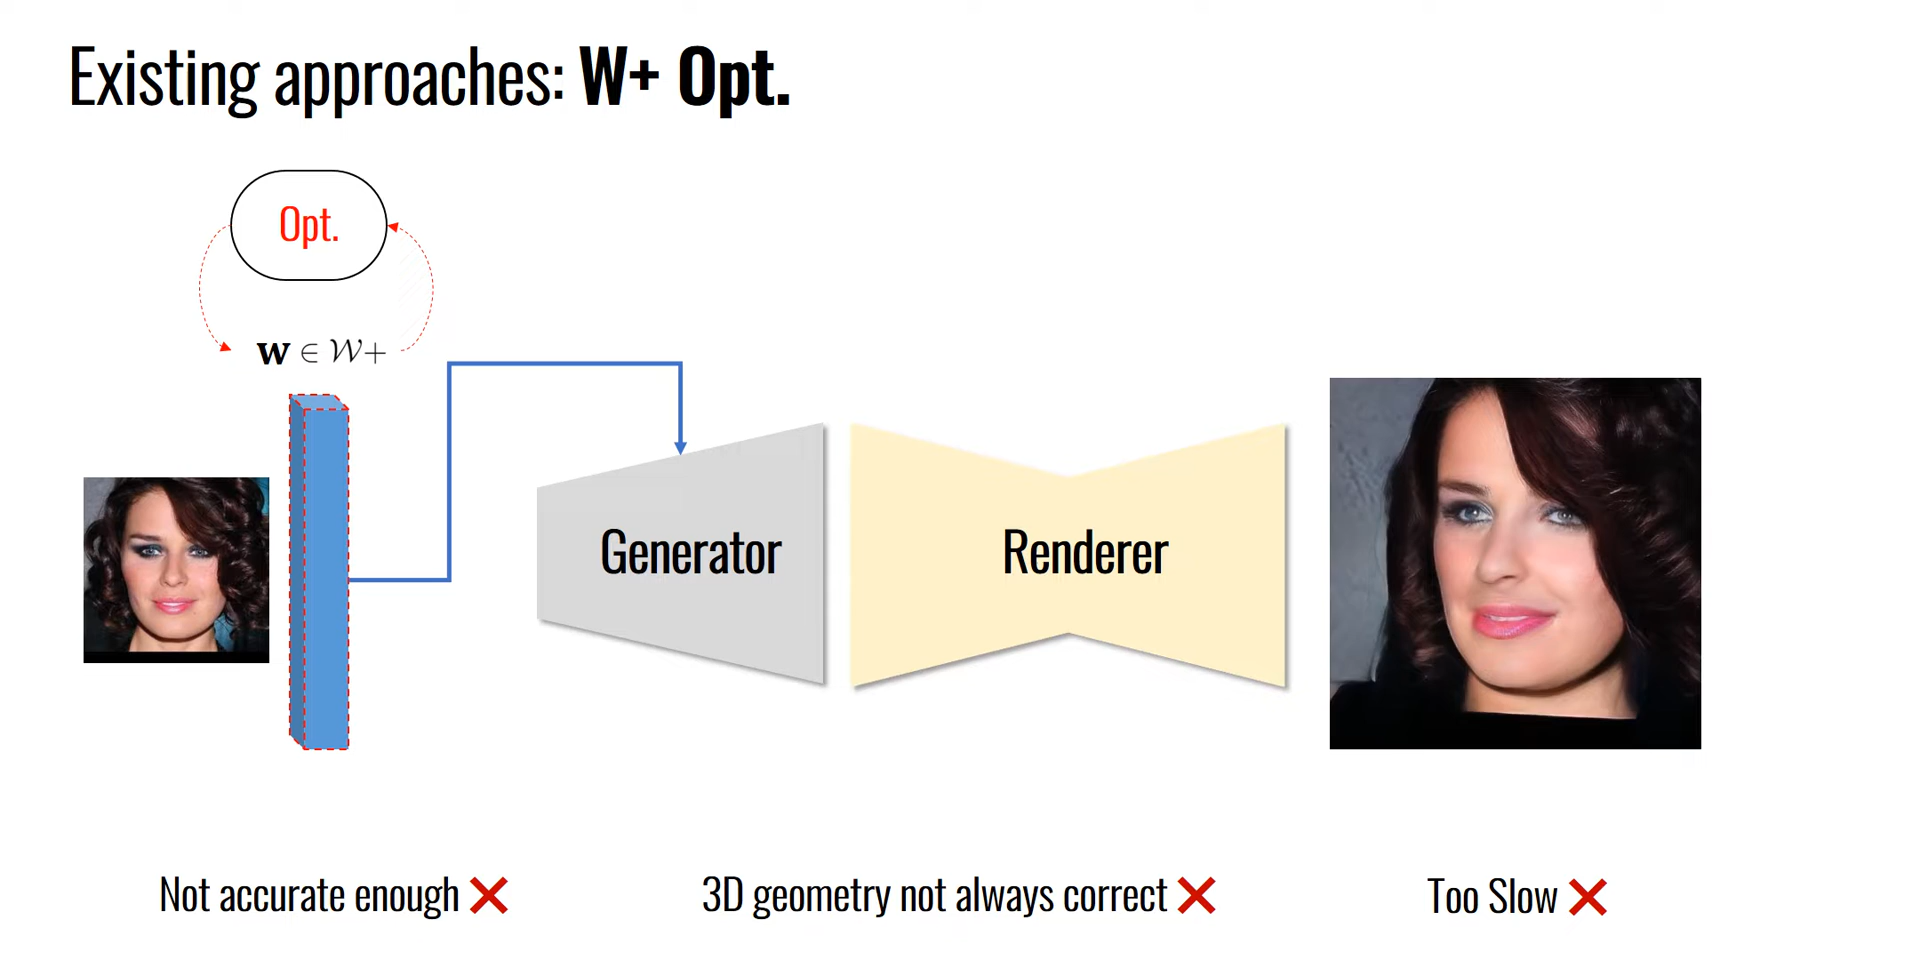 Existing approaches: W+ Opt.
Opt.
w ∈ 𝒲+
Generator
Renderer
Not accurate enough ❌
3D geometry not always correct ❌
Too Slow ❌